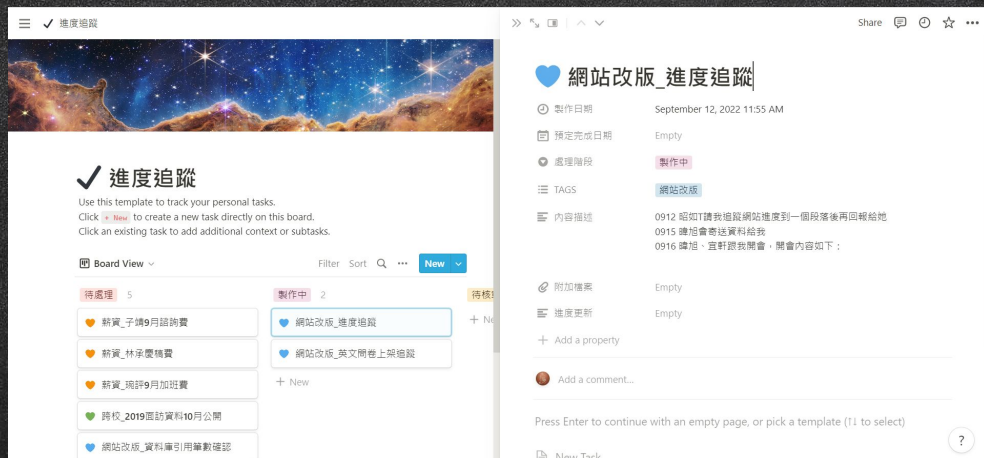 進度追蹤
進度追蹤
Use this template to track your personal tasks.
Click + New to create a new task directly on this board.
Click an existing task to add additional context or subtasks.
Board View
Filter Sort ••• New
待處理 5
製作中 2
薪資_子靖9月諮詢費
薪資_林承慶稿費
薪資_琬評9月加班費
跨校_2019面訪資料10月公開
網站改版_資料庫引用筆數確認
網站改版_進度追蹤
網站改版_英文問卷上架追蹤
+ New
Share •••
網站改版_進度追蹤
製作日期 September 12, 2022 11:55 AM
預定完成日期 Empty
處理階段 製作中
TAGS 網站改版
內容描述 0912 昭如T請我追蹤網站進度到一個段落後再回報給她
0915 暐旭會寄送資料給我
0916 暐旭、宜軒跟我開會，開會內容如下：
附加檔案 Empty
進度更新 Empty
+ Add a property
Add a comment...
Press Enter to continue with an empty page, or pick a template (↑↓ to select)
New Task
?